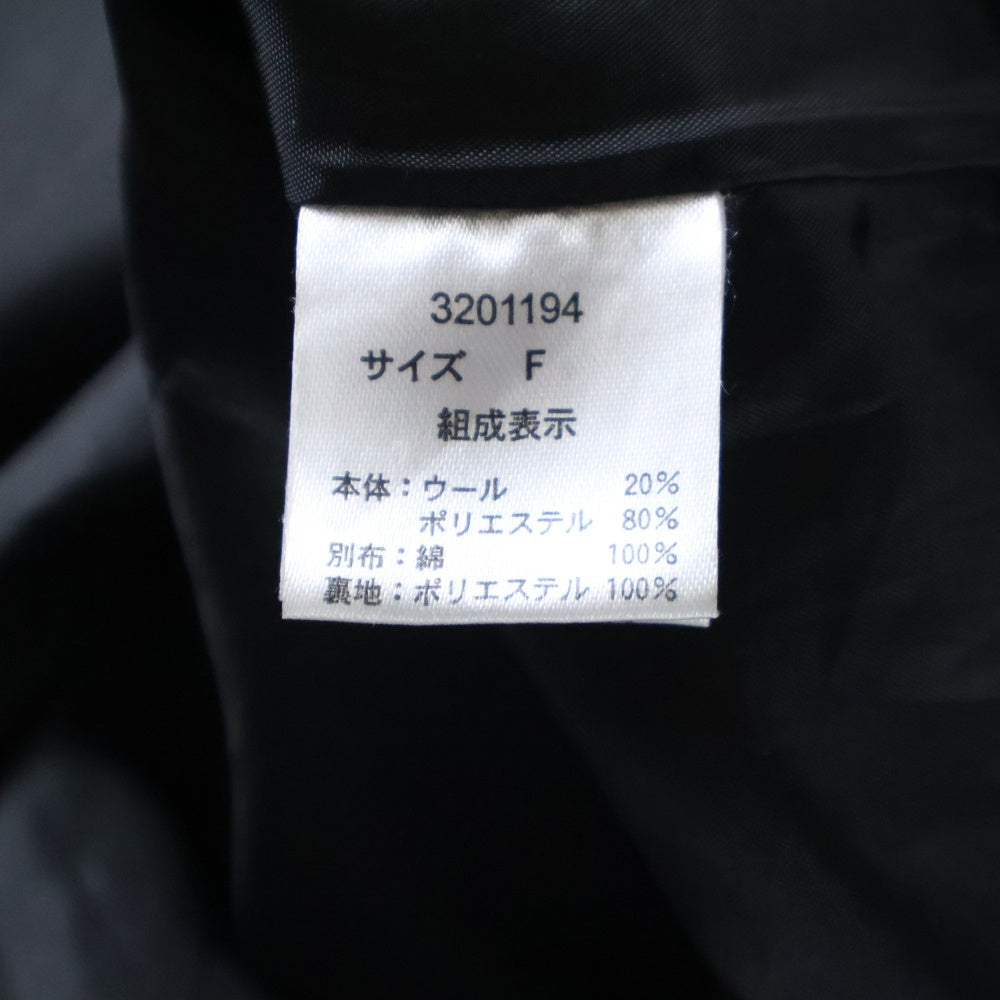 3201194
サイズ F
組成表示
本体：ウール 20%
ポリエステル 80%
別布：綿 100%
裏地：ポリエステル 100%